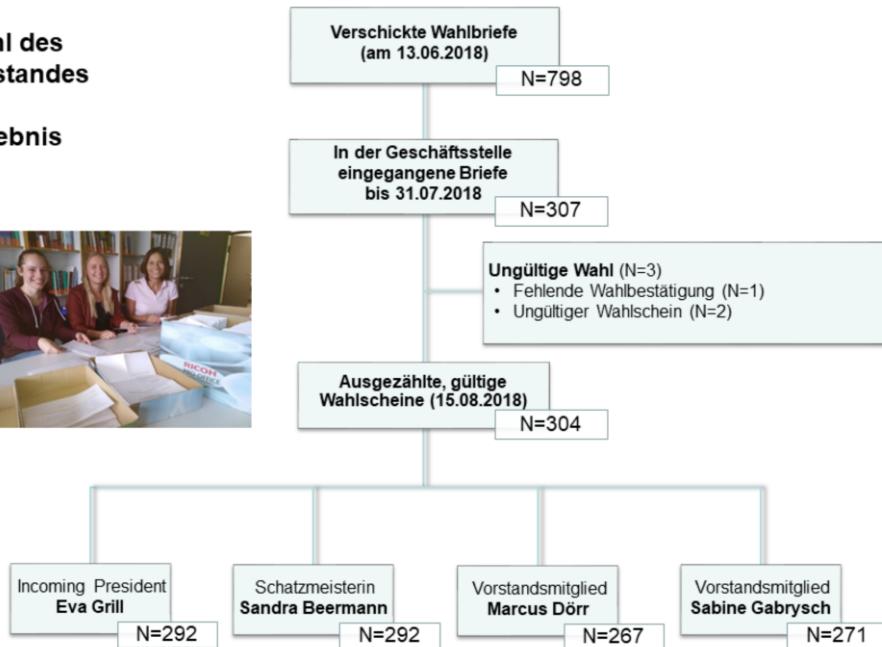 l des
standes
ebnis
Verschickte Wahlbriefe
(am 13.06.2018)
N=798
In der Geschäftsstelle
eingegangene Briefe
bis 31.07.2018
N=307
Ungültige Wahl (N=3)
• Fehlende Wahlbestätigung (N=1)
• Ungültiger Wahlschein (N=2)
RICOH
Ausgezählte, gültige
Wahlscheine (15.08.2018)
N=304
Incoming President
Eva Grill
N=292
Schatzmeisterin
Sandra Beermann
N=292
Vorstandsmitglied
Marcus Dörr
N=267
Vorstandsmitglied
Sabine Gabrysch
N=271